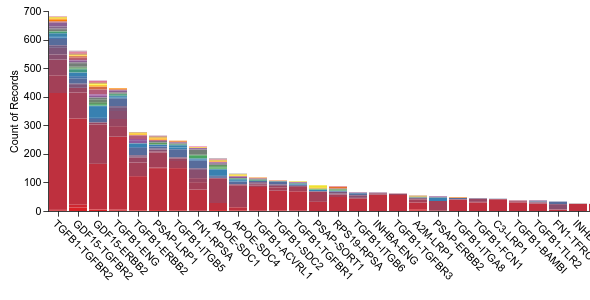 700
600
500
400
300
200
100
0
Count of Records
TGFB1-TGFBR2
GDF15-TGFBR2
GDF15-ERBB2
TGFB1-ENG
TGFB1-ERBB2
PSAP-LRP1
TGFB1-ITGB5
FN1-RPSA
APOE-SDC1
APOE-SDC4
TGFB1-ACVRL1
TGFB1-SDC2
TGFB1-TGFBR1
PSAP-SORT1
RPS19-RPSA
TGFB1-ITGB6
INHBA-ENG
TGFB1-TGFBR3
A2M-LRP1
PSAP-ERBB2
TGFB1-ITGA8
TGFB1-FCN1
C3-LRP1
TGFB1-BAMBI
TGFB1-TLR2
FN1-TFRC
INHB